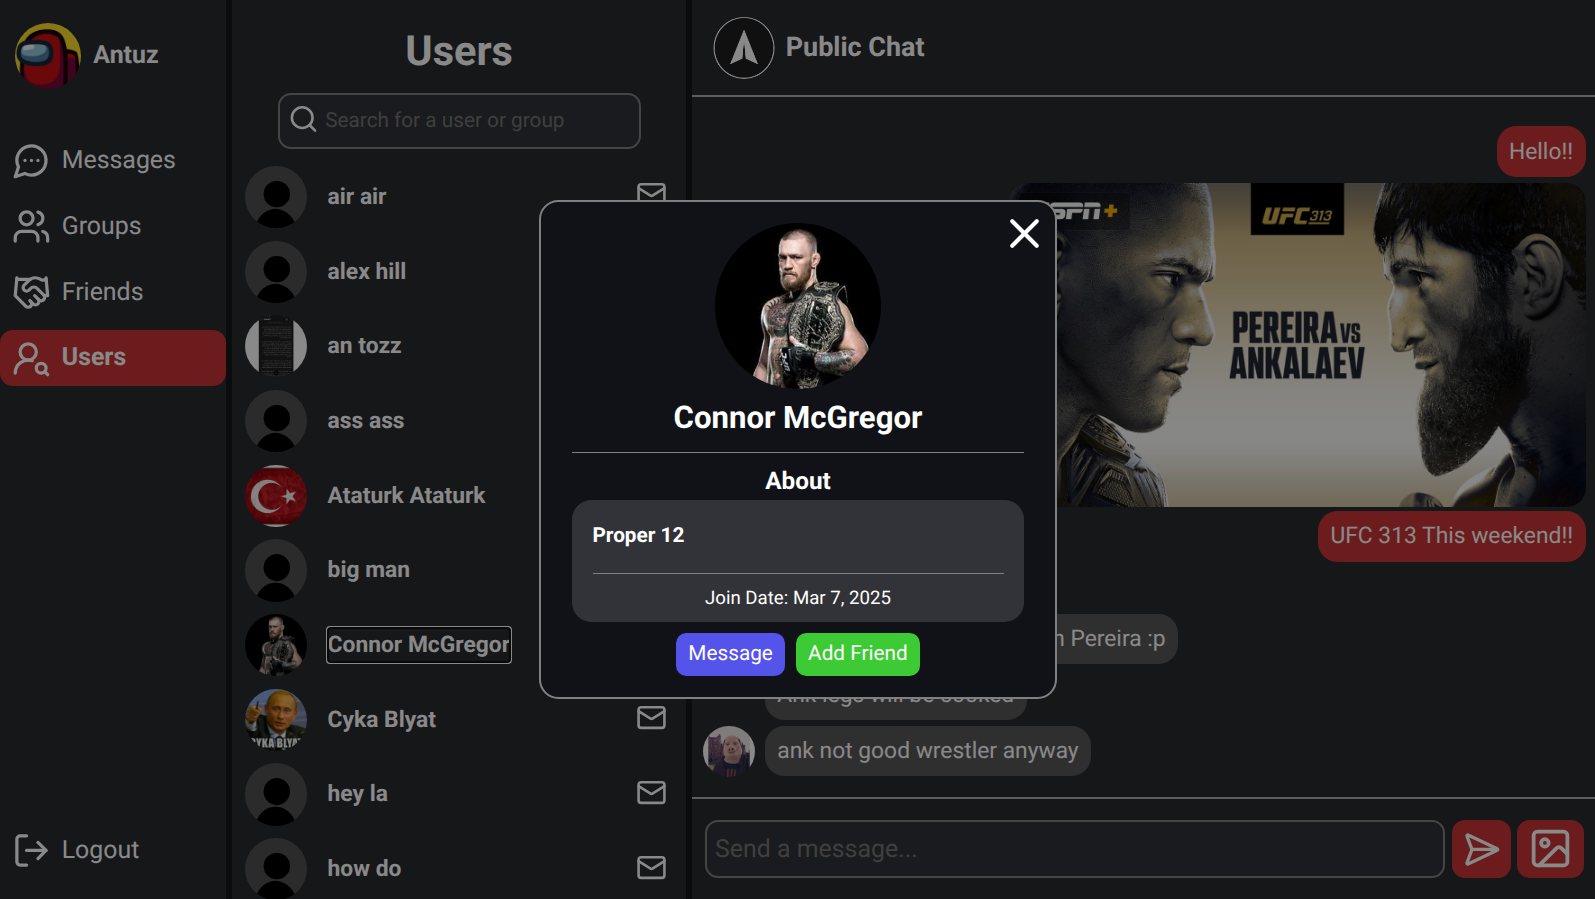 Antuz
Messages
Groups
Friends
Users
Logout
Users
Search for a user or group
air air
alex hill
an tozz
ass ass
Ataturk Ataturk
big man
Connor McGregor
Cyka Blyat
hey la
how do
Connor McGregor
About
Proper 12
Join Date: Mar 7, 2025
Message
Add Friend
Public Chat
Hello!!
UFC 313
PEREIRA VS
ANKALAEV
UFC 313 This weekend!!
Pereira :p
ank not good wrestler anyway
Send a message...